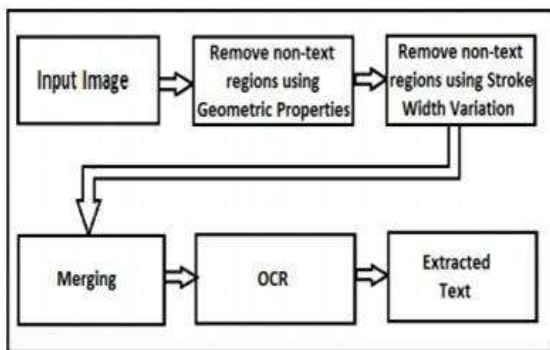 Input Image
Remove non-text
regions using
Geometric Properties
Remove non-text
regions using Stroke
Width Variation
Merging
OCR
Extracted
Text